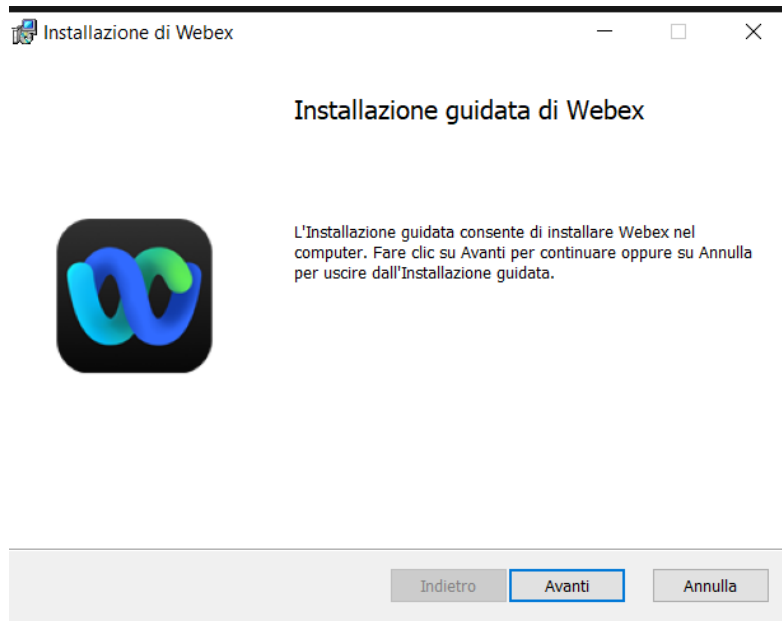 Installazione di Webex
Installazione guidata di Webex
L'Installazione guidata consente di installare Webex nel
computer. Fare clic su Avanti per continuare oppure su Annulla
per uscire dall'Installazione guidata.
Indietro Avanti Annulla